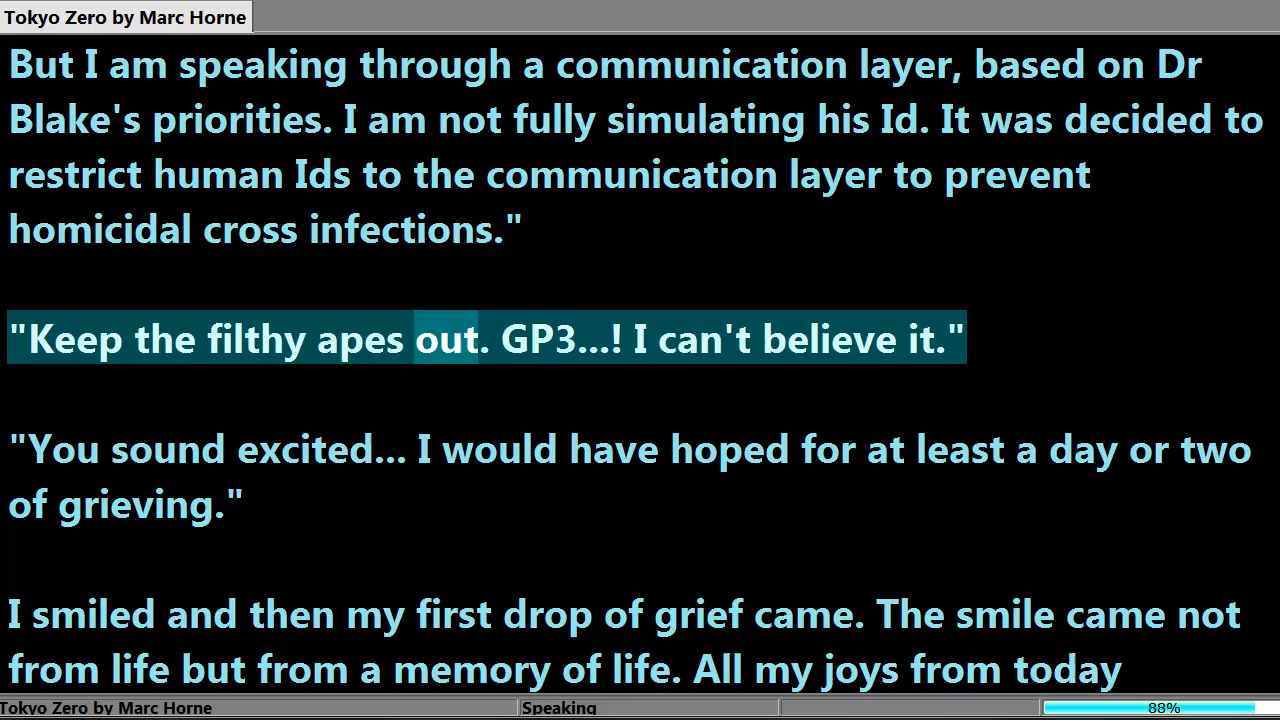 Tokyo Zero by Marc Horne
But I am speaking through a communication layer, based on Dr
Blake's priorities. I am not fully simulating his Id. It was decided to
restrict human Ids to the communication layer to prevent
homicidal cross infections."
"Keep the filthy apes out. GP3...! I can't believe it."
"You sound excited... I would have hoped for at least a day or two
of grieving."
I smiled and then my first drop of grief came. The smile came not
from life but from a memory of life. All my joys from today
Tokyo Zero by Marc Horne Speaking 88%